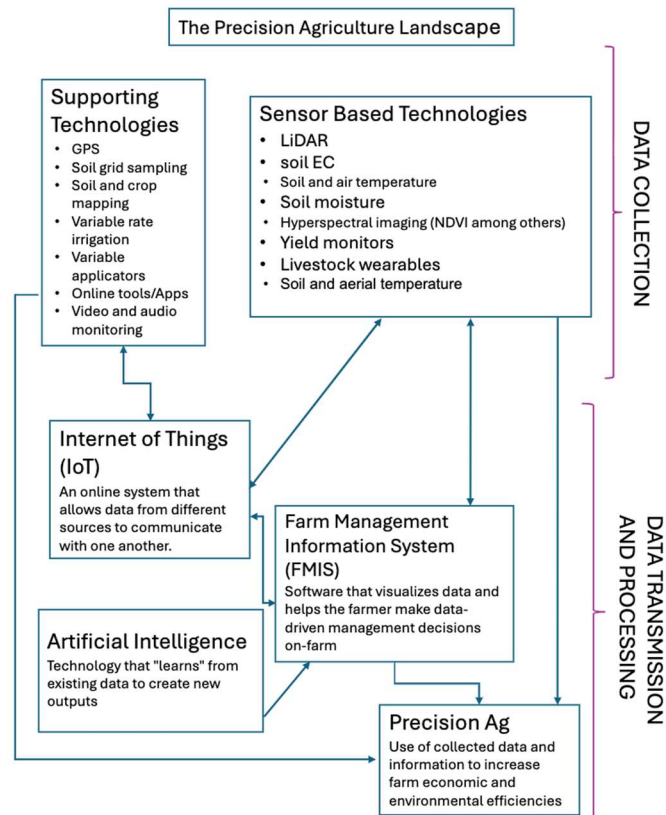 The Precision Agriculture Landscape
Supporting
Technologies
• GPS
• Soil grid sampling
• Soil and crop
mapping
• Variable rate
irrigation
• Variable
applicators
• Online tools/Apps
• Video and audio
monitoring
Sensor Based Technologies
• LiDAR
• soil EC
• Soil and air temperature
• Soil moisture
• Hyperspectral imaging (NDVI among others)
• Yield monitors
• Livestock wearables
• Soil and aerial temperature
DATA COLLECTION
Internet of Things
(IoT)
An online system that
allows data from different
sources to communicate
with one another.
Farm Management
Information System
(FMIS)
Software that visualizes data and
helps the farmer make data-
driven management decisions
on-farm
Artificial Intelligence
Technology that "learns" from
existing data to create new
outputs
Precision Ag
Use of collected data and
information to increase
farm economic and
environmental efficiencies
DATA TRANSMISSION
AND PROCESSING